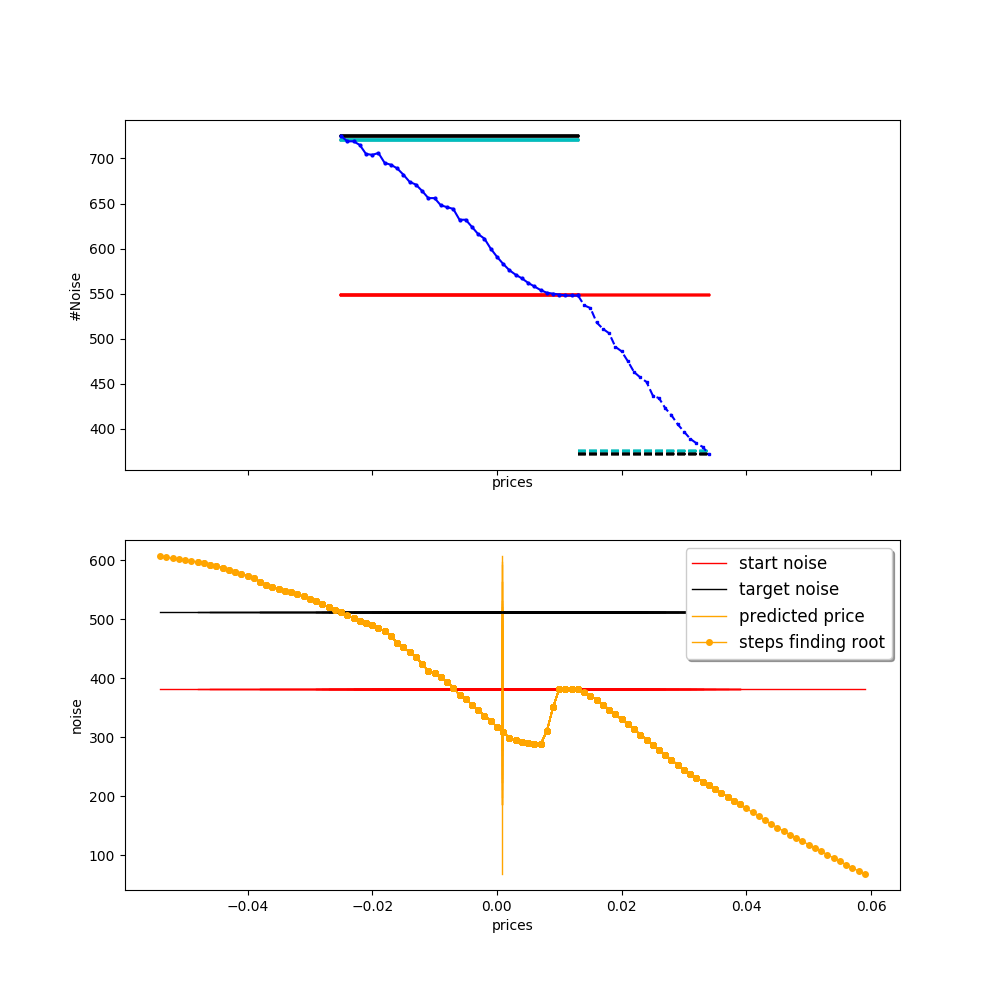 700
650
600
550
500
450
400
#Noise
prices
600
500
400
300
200
100
noise
start noise
target noise
predicted price
steps finding root
−0.04 −0.02 0.00 0.02 0.04 0.06
prices